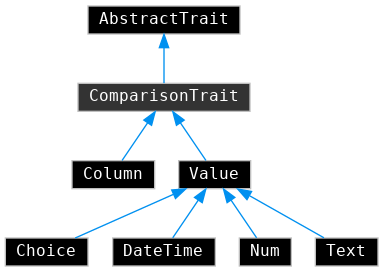 AbstractTrait
ComparisonTrait
Column Value
Choice DateTime Num Text